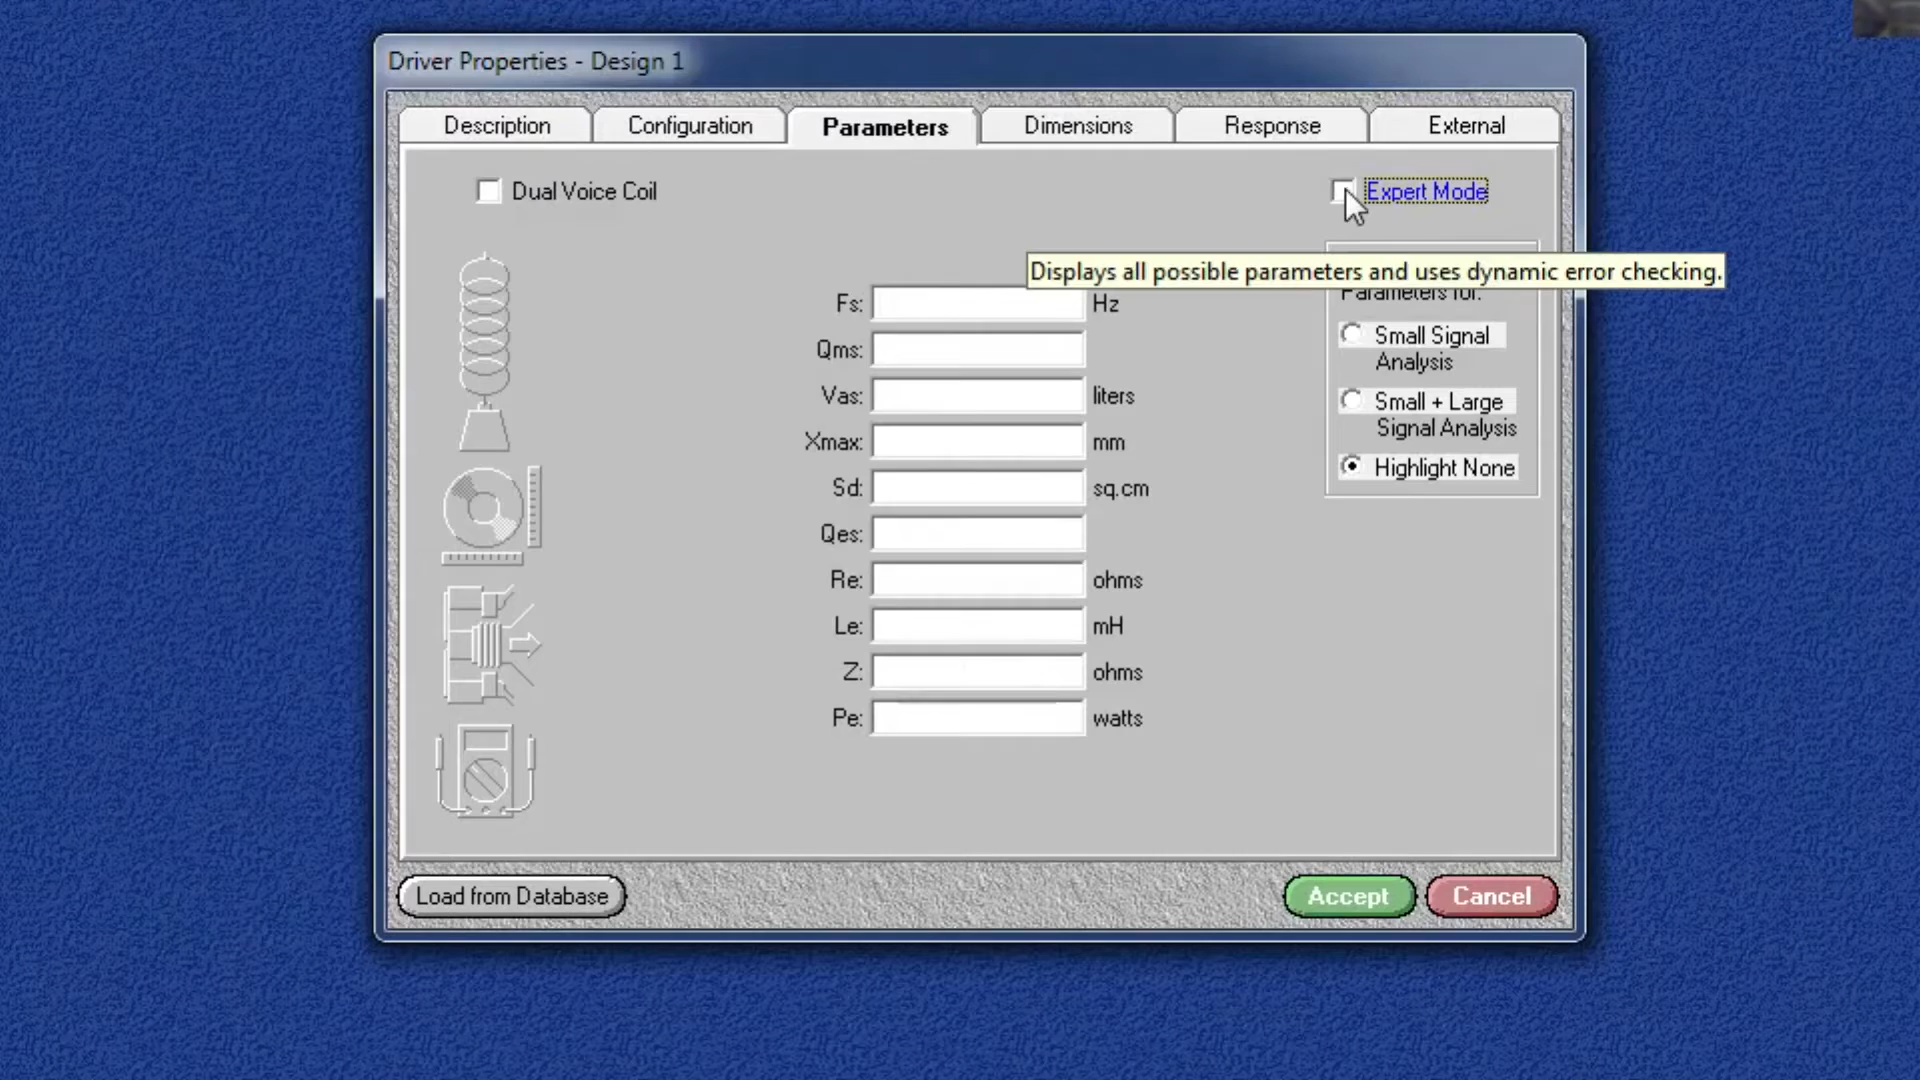 Driver Properties - Design 1
Description
Configuration
Parameters
Dimensions
Response
External
Dual Voice Coil
Expert Mode
Displays all possible parameters and uses dynamic error checking.
Parameters for:
Fs: Hz
Qms:
Vas: liters
Xmax: mm
Sd: sq.cm
Qes:
Re: ohms
Le: mH
Z: ohms
Pe: watts
Small Signal
Analysis
Small + Large
Signal Analysis
Highlight None
Load from Database
Accept
Cancel